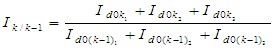 I_{k/k-1} = \frac{I_{d0k_1} + I_{d0k_2} + I_{d0k_3}}{I_{d0(k-1)_1} + I_{d0(k-1)_2} + I_{d0(k-1)_3}}